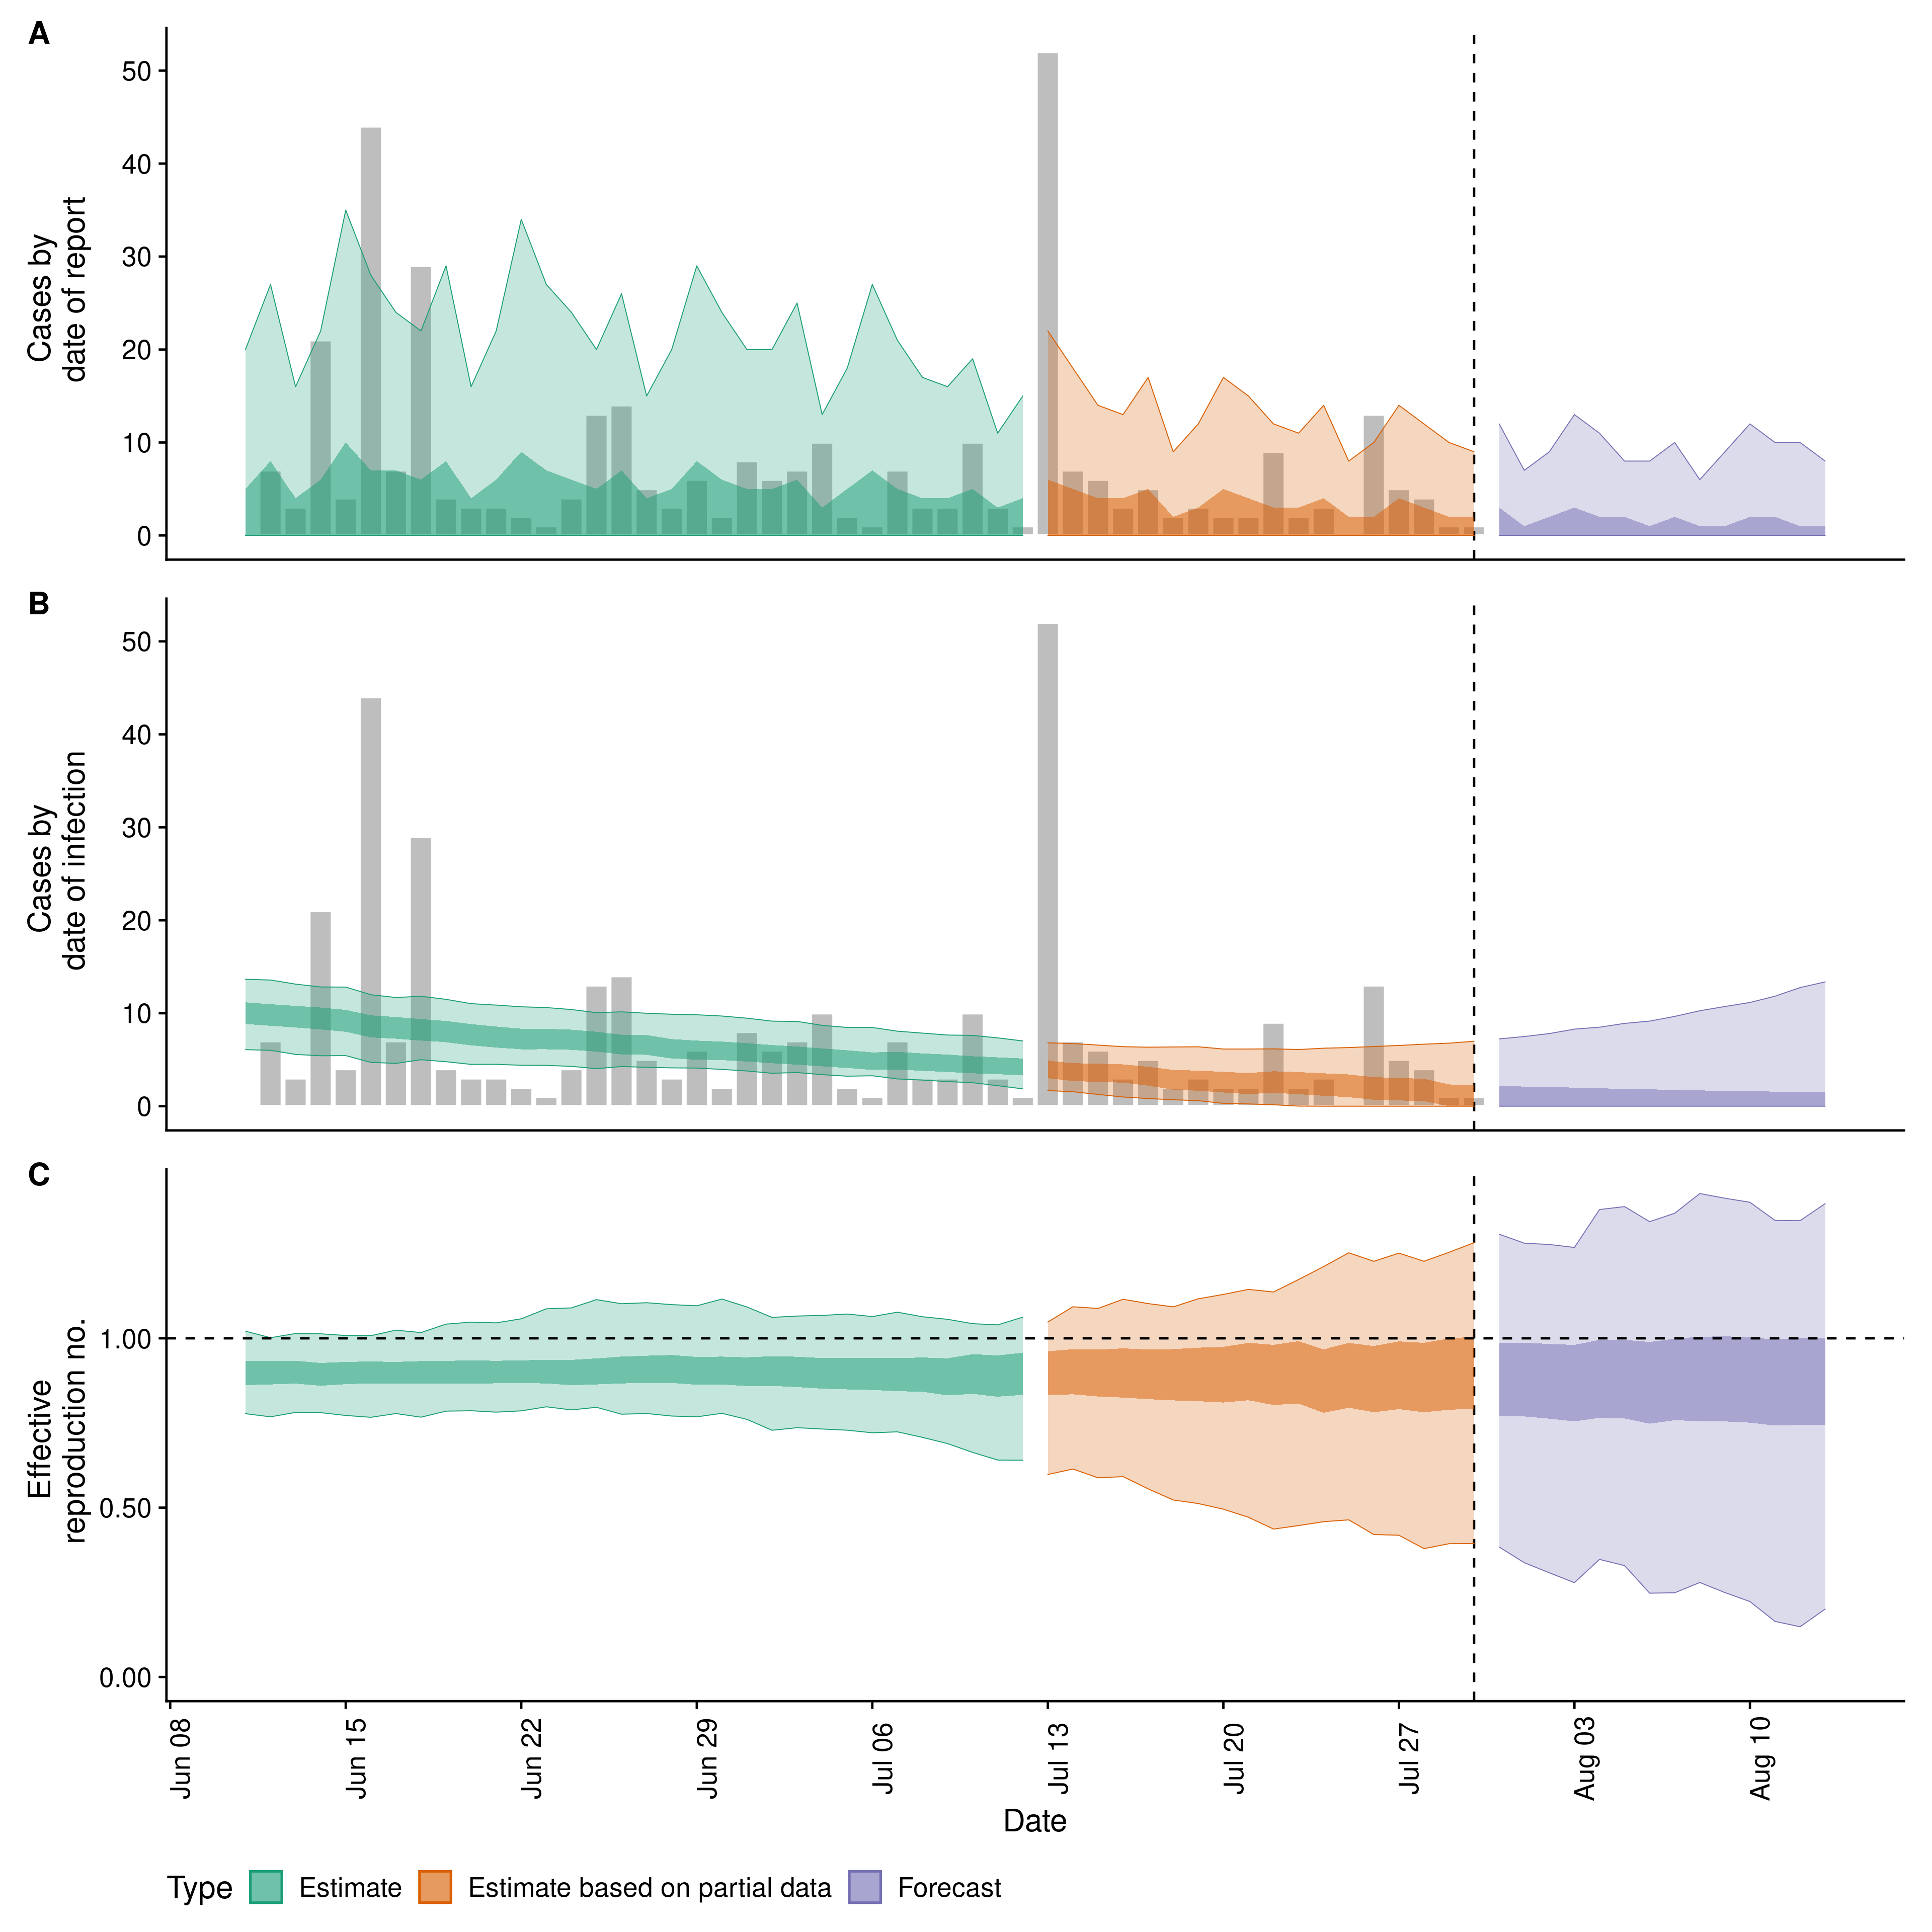 A
Cases by
date of report
50
40
30
20
10
0
B
Cases by
date of infection
50
40
30
20
10
0
C
Effective
reproduction no.
1.00
0.50
0.00
Jun 08
Jun 15
Jun 22
Jun 29
Jul 06
Jul 13
Jul 20
Jul 27
Aug 03
Aug 10
Date
Type Estimate Estimate based on partial data Forecast